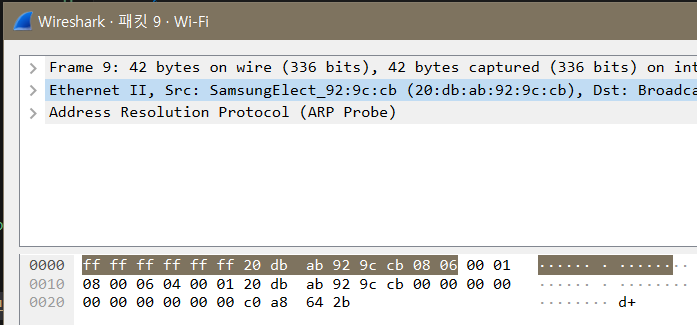 Wireshark · 패킷 9 · Wi-Fi
Frame 9: 42 bytes on wire (336 bits), 42 bytes captured (336 bits) on int
Ethernet II, Src: SamsungElect_92:9c:cb (20:db:ab:92:9c:cb), Dst: Broadca
Address Resolution Protocol (ARP Probe)
0000 ff ff ff ff ff ff 20 db ab 92 9c cb 08 06 00 01 ······ · ········
0010 08 00 06 04 00 01 20 db ab 92 9c cb 00 00 00 00 ······ · ········
0020 00 00 00 00 00 00 c0 a8 64 2b ········ d+